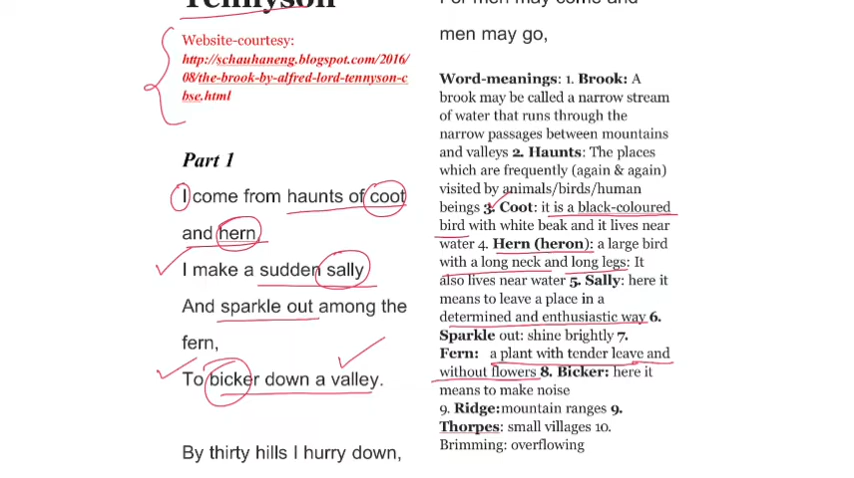 Tennyson
Website-courtesy:
http://schauhaneng.blogspot.com/2016/
08/the-brook-by-alfred-lord-tennyson-c
bse.html
Part 1
I come from haunts of coot
and hern,
I make a sudden sally
And sparkle out among the
fern,
To bicker down a valley.
By thirty hills I hurry down,
For men may come and
men may go,
Word-meanings: 1. Brook: A
brook may be called a narrow stream
of water that runs through the
narrow passages between mountains
and valleys 2. Haunts: The places
which are frequently (again & again)
visited by animals/birds/human
beings 3. Coot: it is a black-coloured
bird with white beak and it lives near
water 4. Hern (heron): a large bird
with a long neck and long legs: It
also lives near water 5. Sally: here it
means to leave a place in a
determined and enthusiastic way 6.
Sparkle out: shine brightly 7.
Fern: a plant with tender leave and
without flowers 8. Bicker: here it
means to make noise
9. Ridge:mountain ranges 9.
Thorpes: small villages 10.
Brimming: overflowing